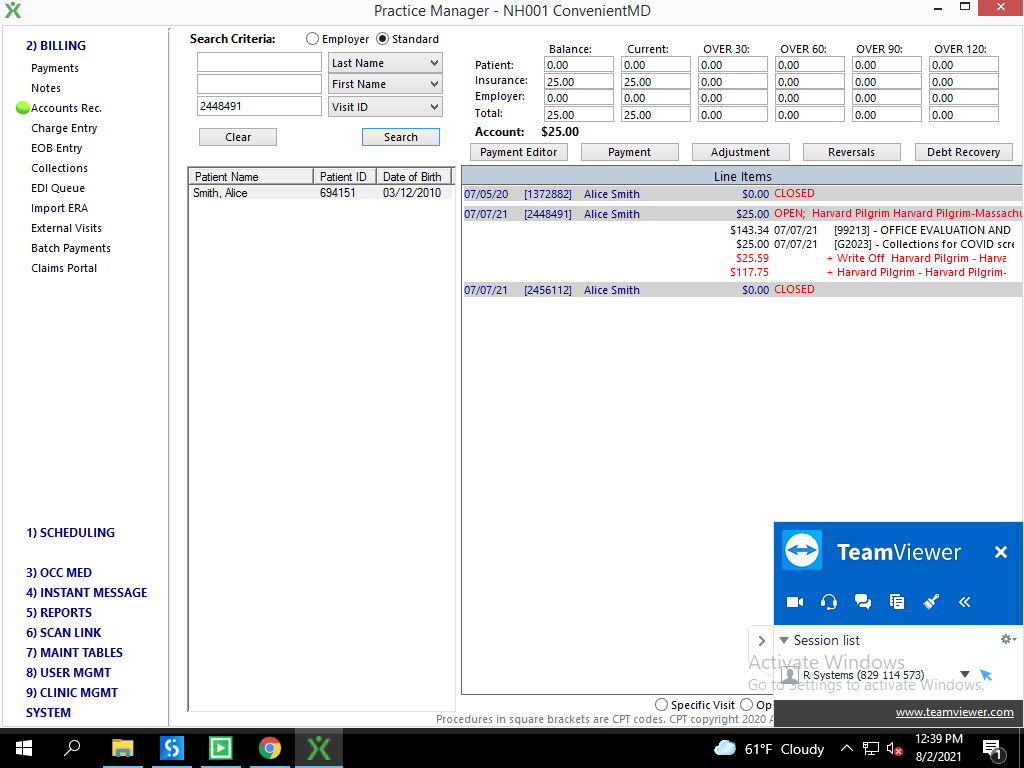 Practice Manager - NH001 ConvenientMD
2) BILLING
Payments
Notes
Accounts Rec.
Charge Entry
EOB Entry
Collections
EDI Queue
Import ERA
External Visits
Batch Payments
Claims Portal
1) SCHEDULING
3) OCC MED
4) INSTANT MESSAGE
5) REPORTS
6) SCAN LINK
7) MAINT TABLES
8) USER MGMT
9) CLINIC MGMT
SYSTEM
Search Criteria: Employer Standard
Last Name
First Name
2448491 Visit ID
Clear Search
Balance: Current: OVER 30: OVER 60: OVER 90: OVER 120:
Patient: 0.00 0.00 0.00 0.00 0.00 0.00
Insurance: 25.00 25.00 0.00 0.00 0.00 0.00
Employer: 0.00 0.00 0.00 0.00 0.00 0.00
Total: 25.00 25.00 0.00 0.00 0.00 0.00
Account: $25.00
Payment Editor Payment Adjustment Reversals Debt Recovery
Patient Name Patient ID Date of Birth
Smith, Alice 694151 03/12/2010
Line Items
07/05/20 [1372882] Alice Smith $0.00 CLOSED
07/07/21 [2448491] Alice Smith $25.00 OPEN; Harvard Pilgrim Harvard Pilgrim-Massachu
$143.34 07/07/21 [99213] - OFFICE EVALUATION AND
$25.00 07/07/21 [G2023] - Collections for COVID scre
$25.59 + Write Off Harvard Pilgrim - Harva
$117.75 + Harvard Pilgrim - Harvard Pilgrim-
07/07/21 [2456112] Alice Smith $0.00 CLOSED
TeamViewer
Session list
R Systems (829 114 573)
www.teamviewer.com
Activate Windows
Go to Settings to activate Windows.
Specific Visit Op
Procedures in square brackets are CPT codes. CPT copyright 2020 A
61°F Cloudy
12:39 PM
8/2/2021
1